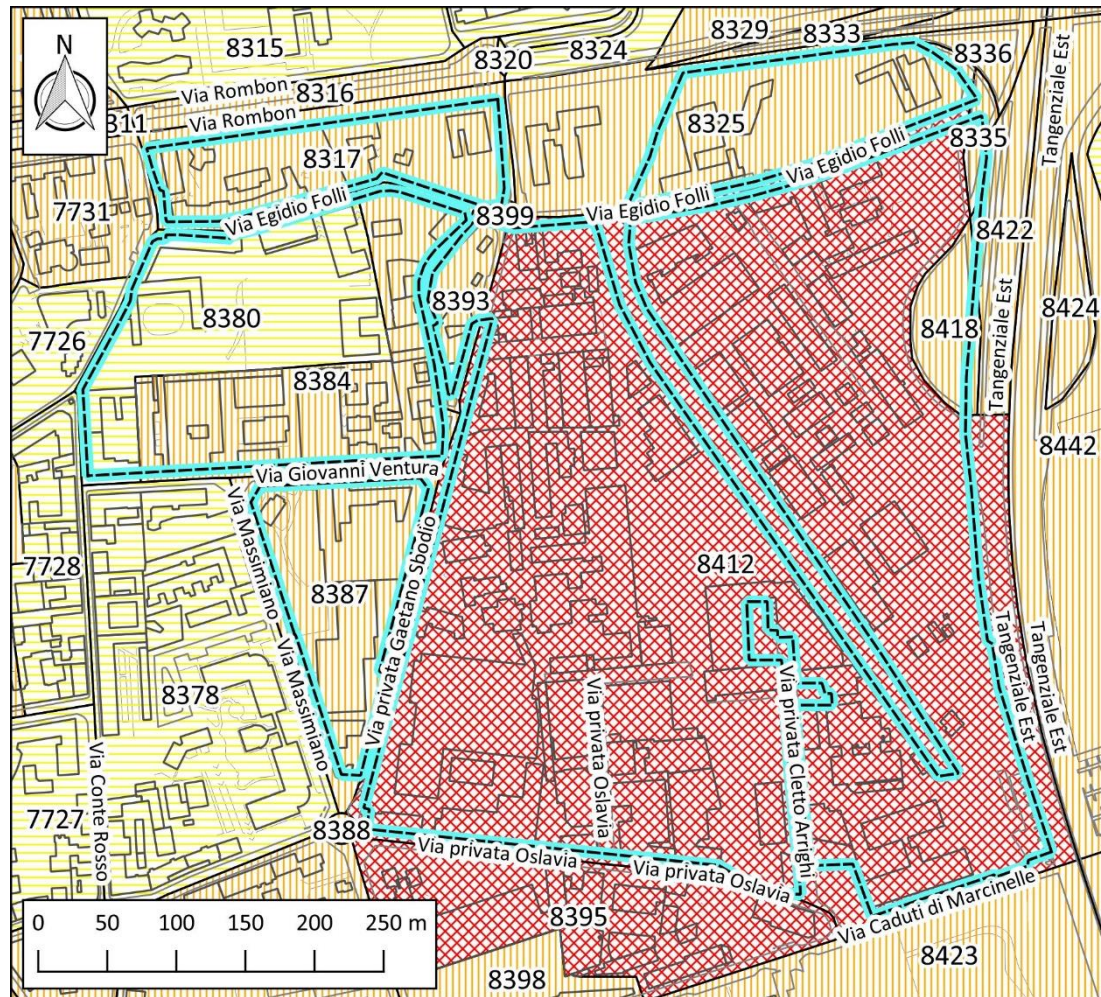 N
8315
8324
8329
8333
8320
8336
Via Rombon
8316
Tangenziale Est
Via Rombon
8325
8335
8317
Via Egidio Folli
7731
Via Egidio Folli
8399
Via Egidio Folli
8422
8393
8424
8380
8418
7726
Tangenziale Est
8384
8442
Via Giovanni Ventura
Via Massimiano
Via privata Gaetano Sbodio
7728
8412
8387
Tangenziale Est
Tangenziale Est
Via Massimiano
8378
Via privata Oslavia
Via privata Cletto Arrighi
Via Conte Rosso
7727
8388
Via privata Oslavia
Via privata Oslavia
Via Caduti di Marcinelle
8395
8423
8398
0 50 100 150 200 250 m